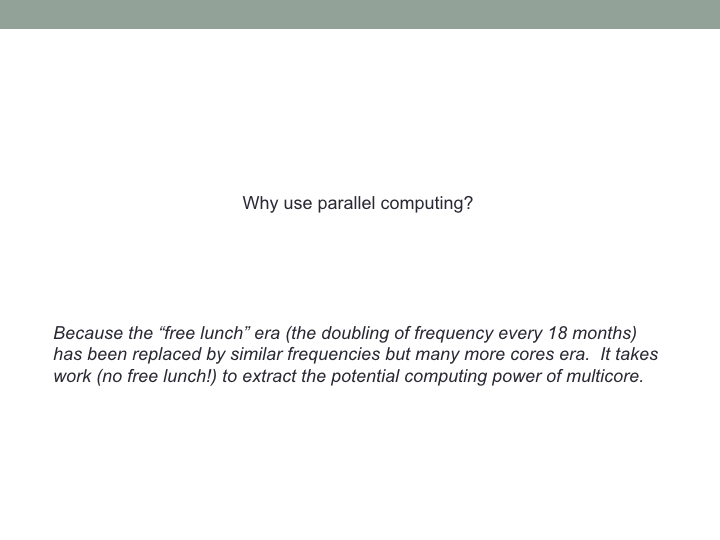 Why use parallel computing?
Because the “free lunch” era (the doubling of frequency every 18 months)
has been replaced by similar frequencies but many more cores era.  It takes
work (no free lunch!) to extract the potential computing power of multicore.